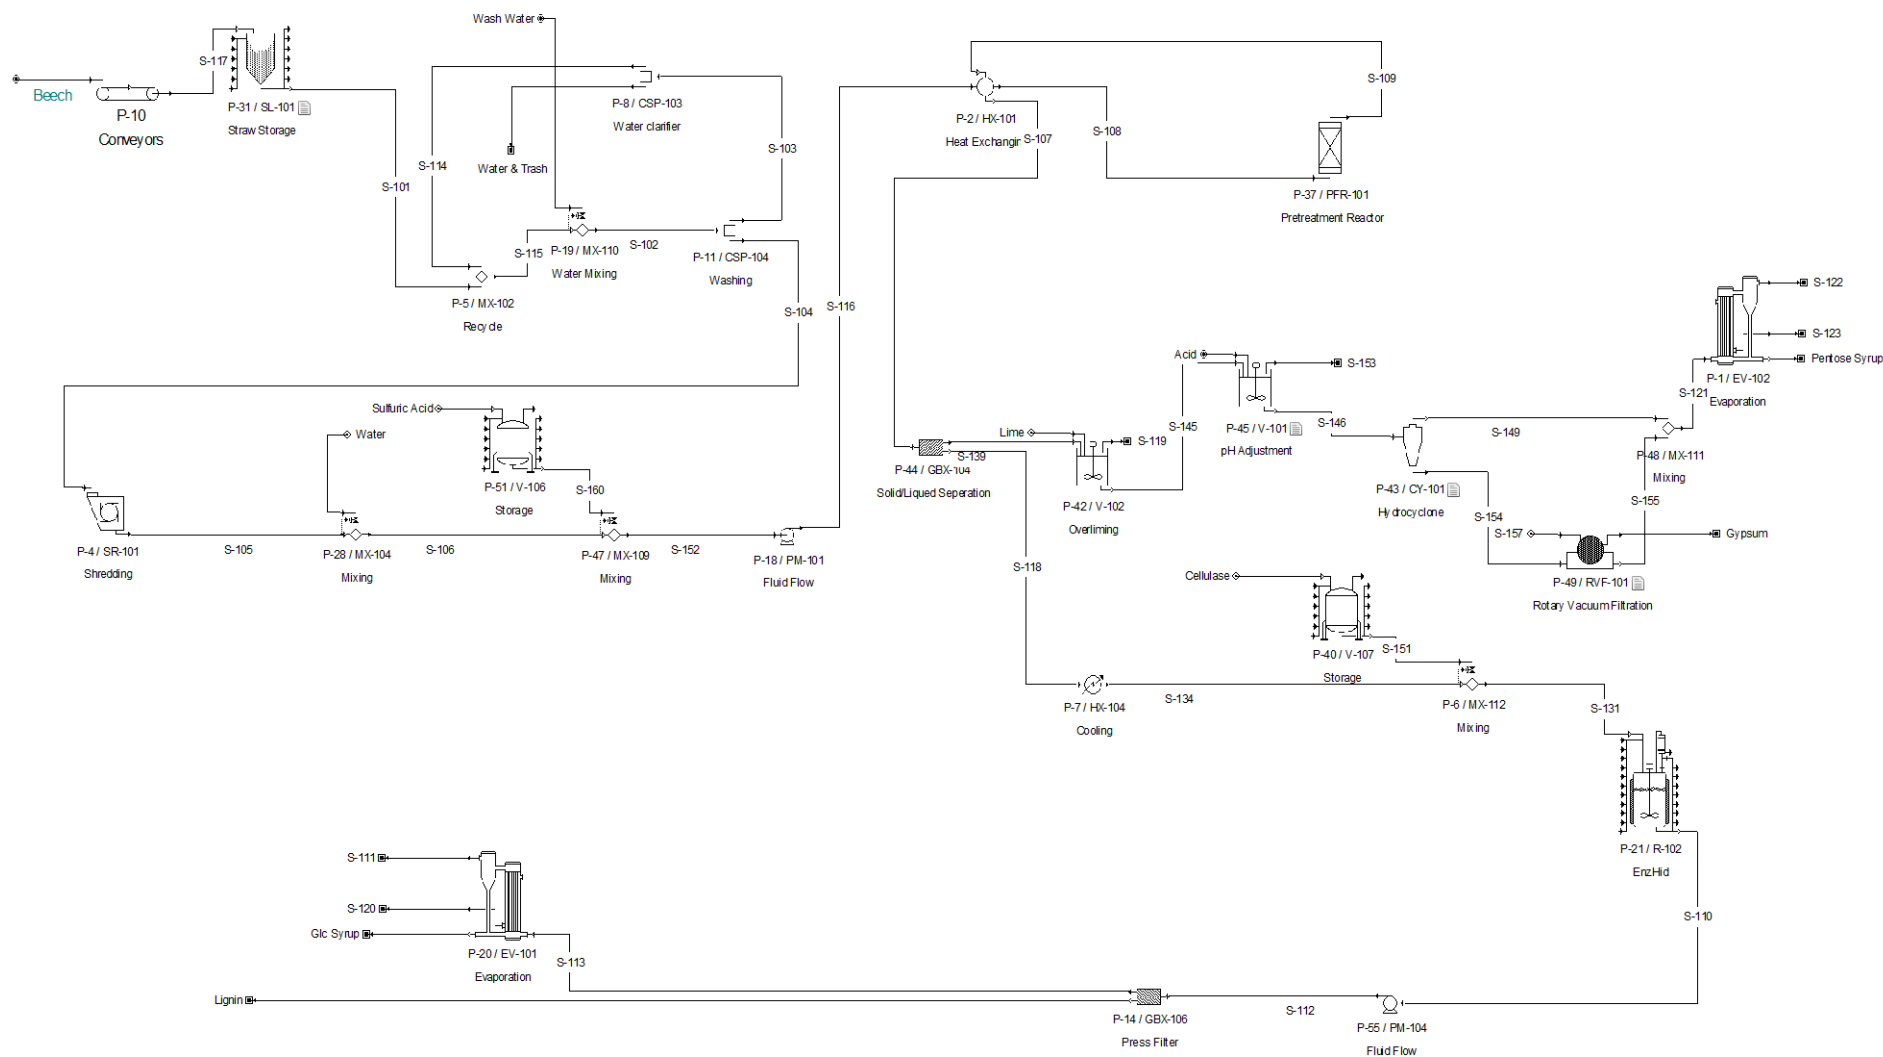 Wash Water
S-117
Beech
P-10
Conveyors
P-31 / SL-101
Straw Storage
P-8 / CSP-103
Water clarifier
S-109
P-2 / HX-101
Heat Exchangin
S-107
S-108
S-103
S-114
Water & Trash
S-101
P-37 / PFR-101
Pretreatment Reactor
S-115
P-19 / MX-110
Water Mixing
S-102
P-11 / CSP-104
Washing
P-5 / MX-102
Recycle
S-104
S-116
S-122
S-123
Pentose Syrup
P-1 / EV-102
Evaporation
S-121
Acid
S-153
P-45 / V-101
pH Adjustment
S-146
S-149
P-48 / MX-111
Mixing
Sulfuric Acid
Water
P-51 / V-106
Storage
S-160
Lime
S-119
S-145
S-139
P-44 / GBX-104
Solid/Liqued Seperation
P-42 / V-102
Overliming
P-43 / CY-101
Hydrocyclone
S-155
S-154
S-157
Gypsum
P-49 / RVF-101
Rotary Vacuum Filtration
P-4 / SR-101
Shredding
S-105
P-28 / MX-104
Mixing
S-106
P-47 / MX-109
Mixing
S-152
P-18 / PM-101
Fluid Flow
S-118
Cellulase
P-40 / V-107
Storage
S-151
P-7 / HX-104
Cooling
S-134
P-6 / MX-112
Mixing
S-131
P-21 / R-102
EnzHid
S-111
S-120
Glc Syrup
P-20 / EV-101
Evaporation
S-113
S-110
Lignin
P-14 / GBX-106
Press Filter
S-112
P-55 / PM-104
Fluid Flow